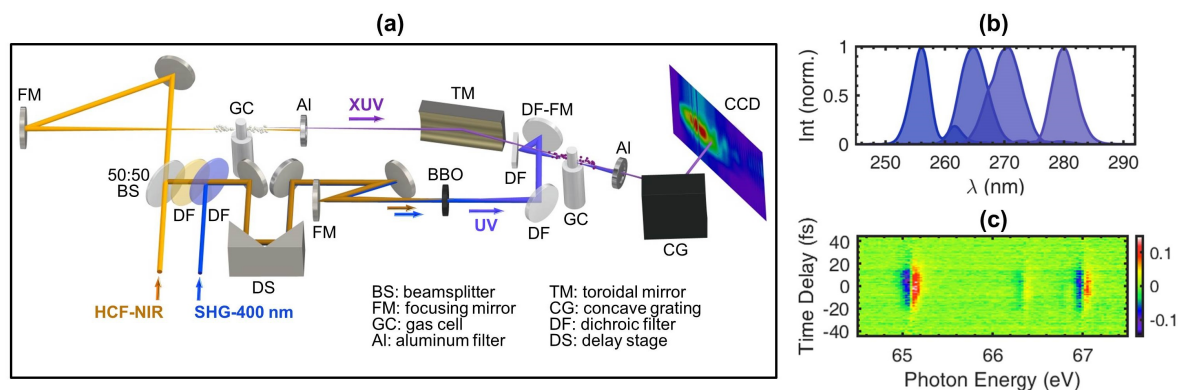 (a)
FM
GC
Al
XUV
TM
DF-FM
CCD
50:50
BS
DF
DF
FM
BBO
DF
Al
GC
UV
DF
DS
CG
HCF-NIR
SHG-400 nm
BS: beamsplitter
FM: focusing mirror
GC: gas cell
Al: aluminum filter
TM: toroidal mirror
CG: concave grating
DF: dichroic filter
DS: delay stage
(b)
Int (norm.)
1
0.5
0
250
260
270
280
290
λ (nm)
(c)
Time Delay (fs)
40
20
0
-20
-40
65
66
67
Photon Energy (eV)
0.1
0
-0.1